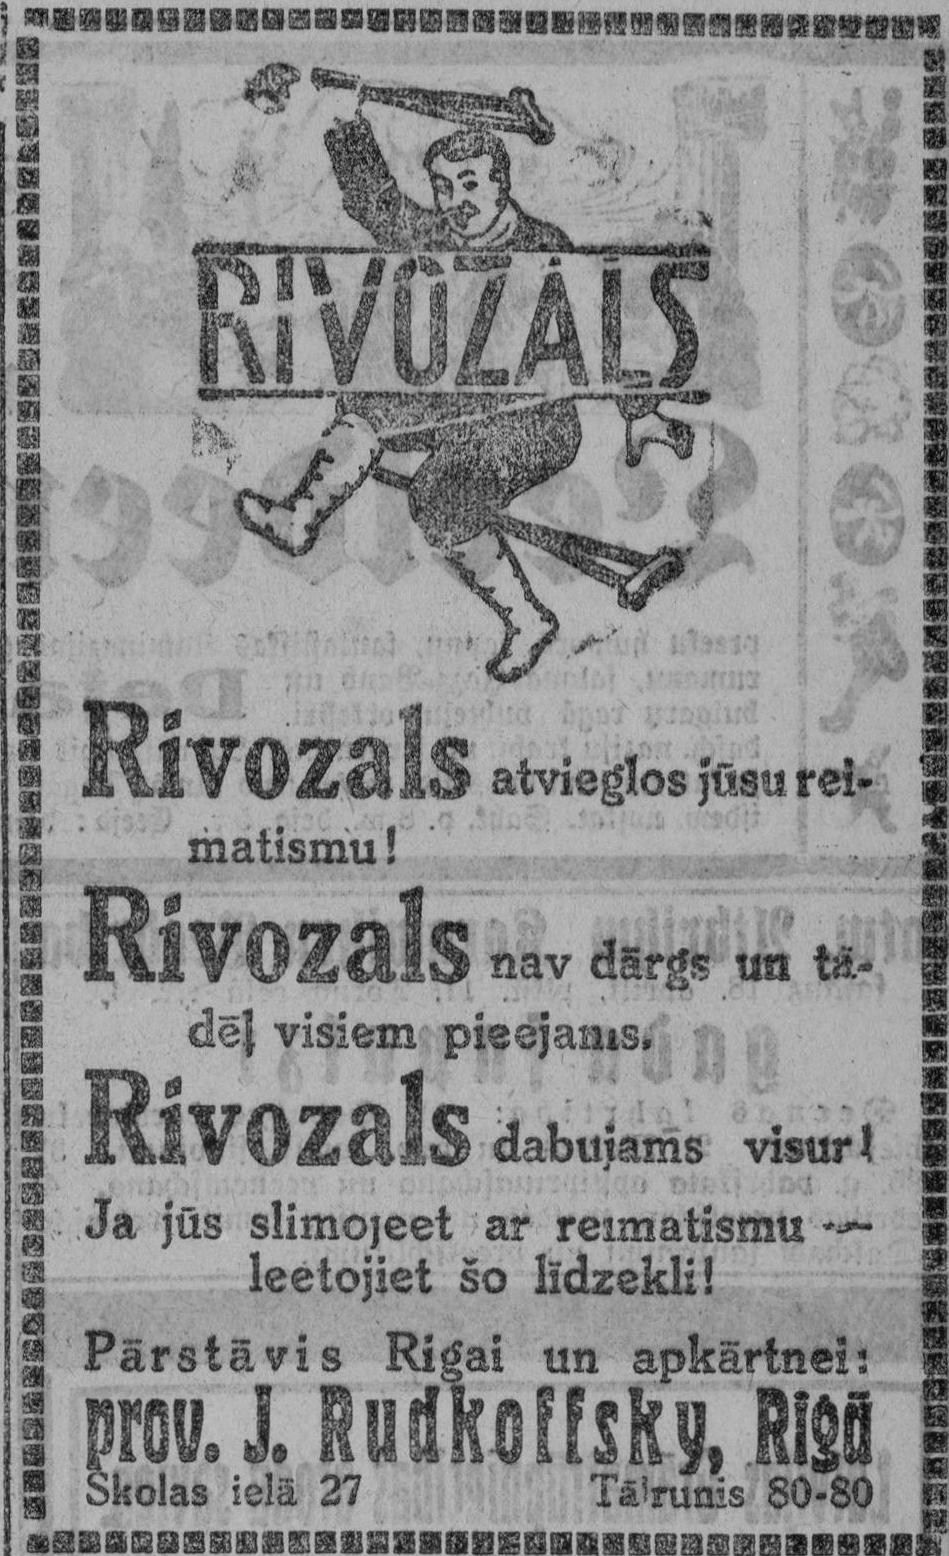 RIVOZALS
Rivozals atvieglos jūsu rei-
matismu!
Rivozals nav dārgs un tā-
dēļ visiem pieejams.
Rivozals dabujams visur!
Ja jūs slimojeet ar reimatismu —
leetojiet šo līdzekli!
Pārstāvis Rigai un apkārtnei:
prov. J. Rudkoffsky, Rigā
Skolas ielā 27 Tālrunis 80-80